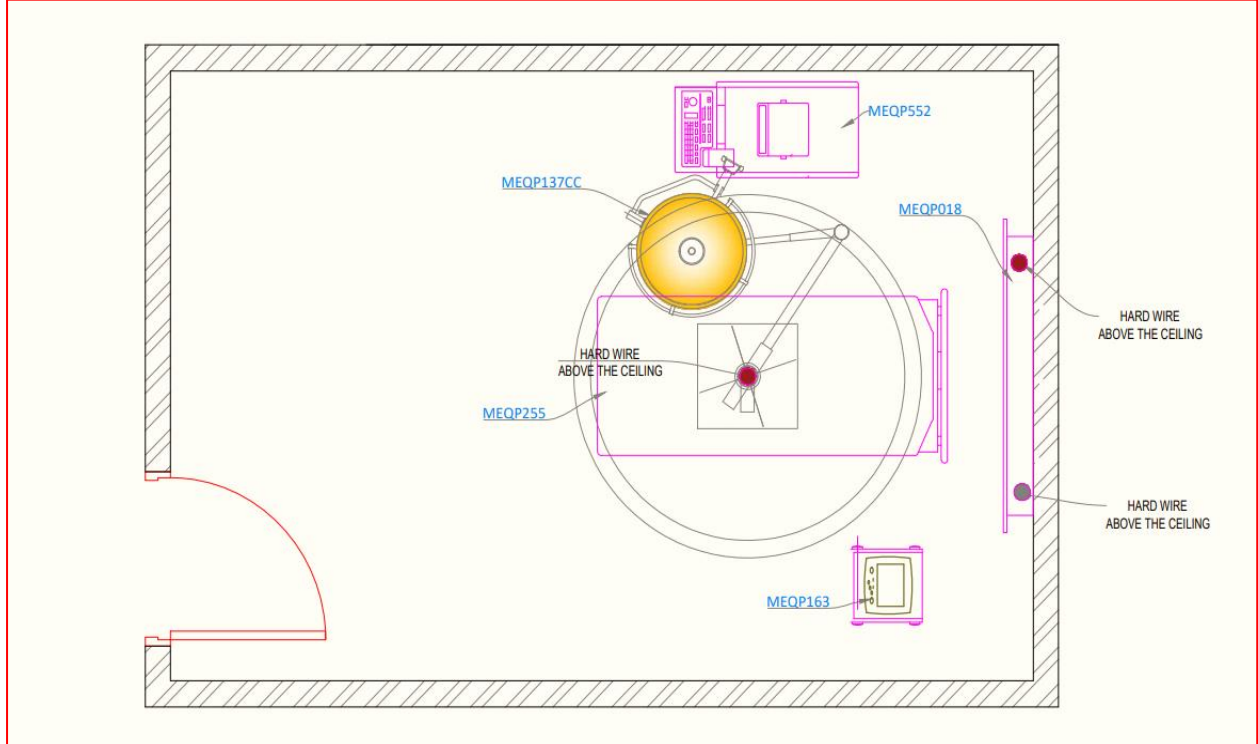 MEQP552
MEQP137CC
MEQP018
HARD WIRE
ABOVE THE CEILING
HARD WIRE
ABOVE THE CEILING
MEQP255
HARD WIRE
ABOVE THE CEILING
MEQP163